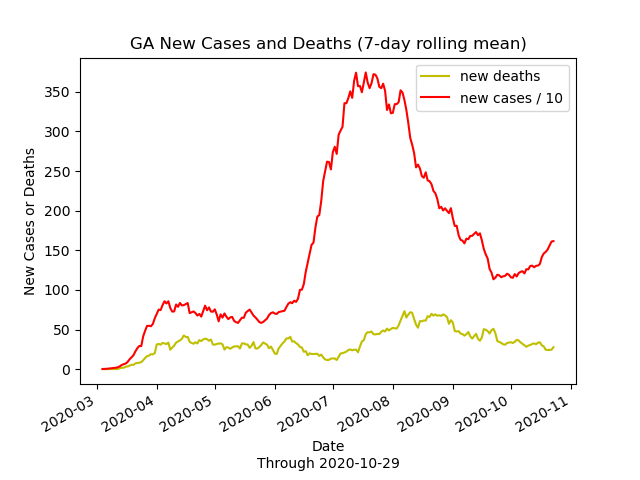 GA New Cases and Deaths (7-day rolling mean)
new deaths
new cases / 10
New Cases or Deaths
350
300
250
200
150
100
50
0
2020-03
2020-04
2020-05
2020-06
2020-07
2020-08
2020-09
2020-10
2020-11
Date
Through 2020-10-29